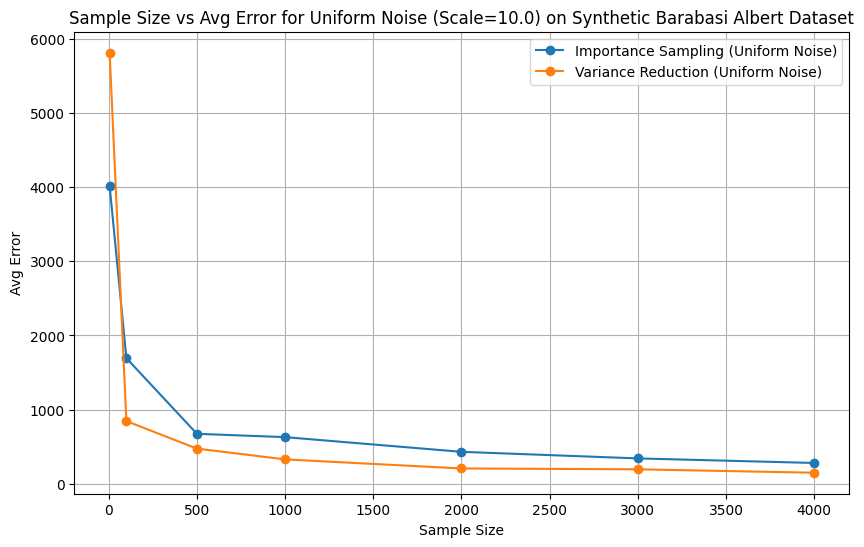 Sample Size vs Avg Error for Uniform Noise (Scale=10.0) on Synthetic Barabasi Albert Dataset
Importance Sampling (Uniform Noise)
Variance Reduction (Uniform Noise)
Avg Error
6000
5000
4000
3000
2000
1000
0
0 500 1000 1500 2000 2500 3000 3500 4000
Sample Size